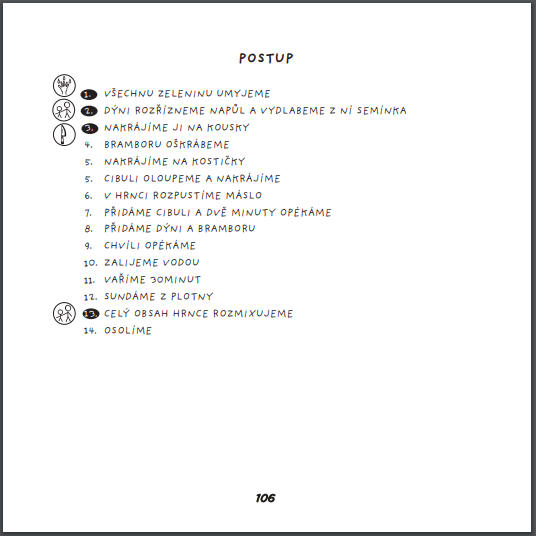 POSTUP
1. VŠECHNU ZELENINU UMYJEME
2. DÝNI ROZŘÍZNEME NAPŮL A VYDLABEME Z NÍ SEMÍNKA
3. NAKRÁJÍME JI NA KOUSKY
4. BRAMBORU OŠKRÁBEME
5. NAKRÁJÍME NA KOSTIČKY
5. CIBULI OLOUPEME A NAKRÁJÍME
6. V HRNCI ROZPUSTÍME MÁSLO
7. PŘIDÁME CIBULI A DVĚ MINUTY OPÉKÁME
8. PŘIDÁME DÝNI A BRAMBORU
9. CHVÍLI OPÉKÁME
10. ZALIJEME VODOU
11. VAŘÍME 30MINUT
12. SUNDÁME Z PLOTNY
13. CELÝ OBSAH HRNCE ROZMIXUJEME
14. OSOLÍME
106